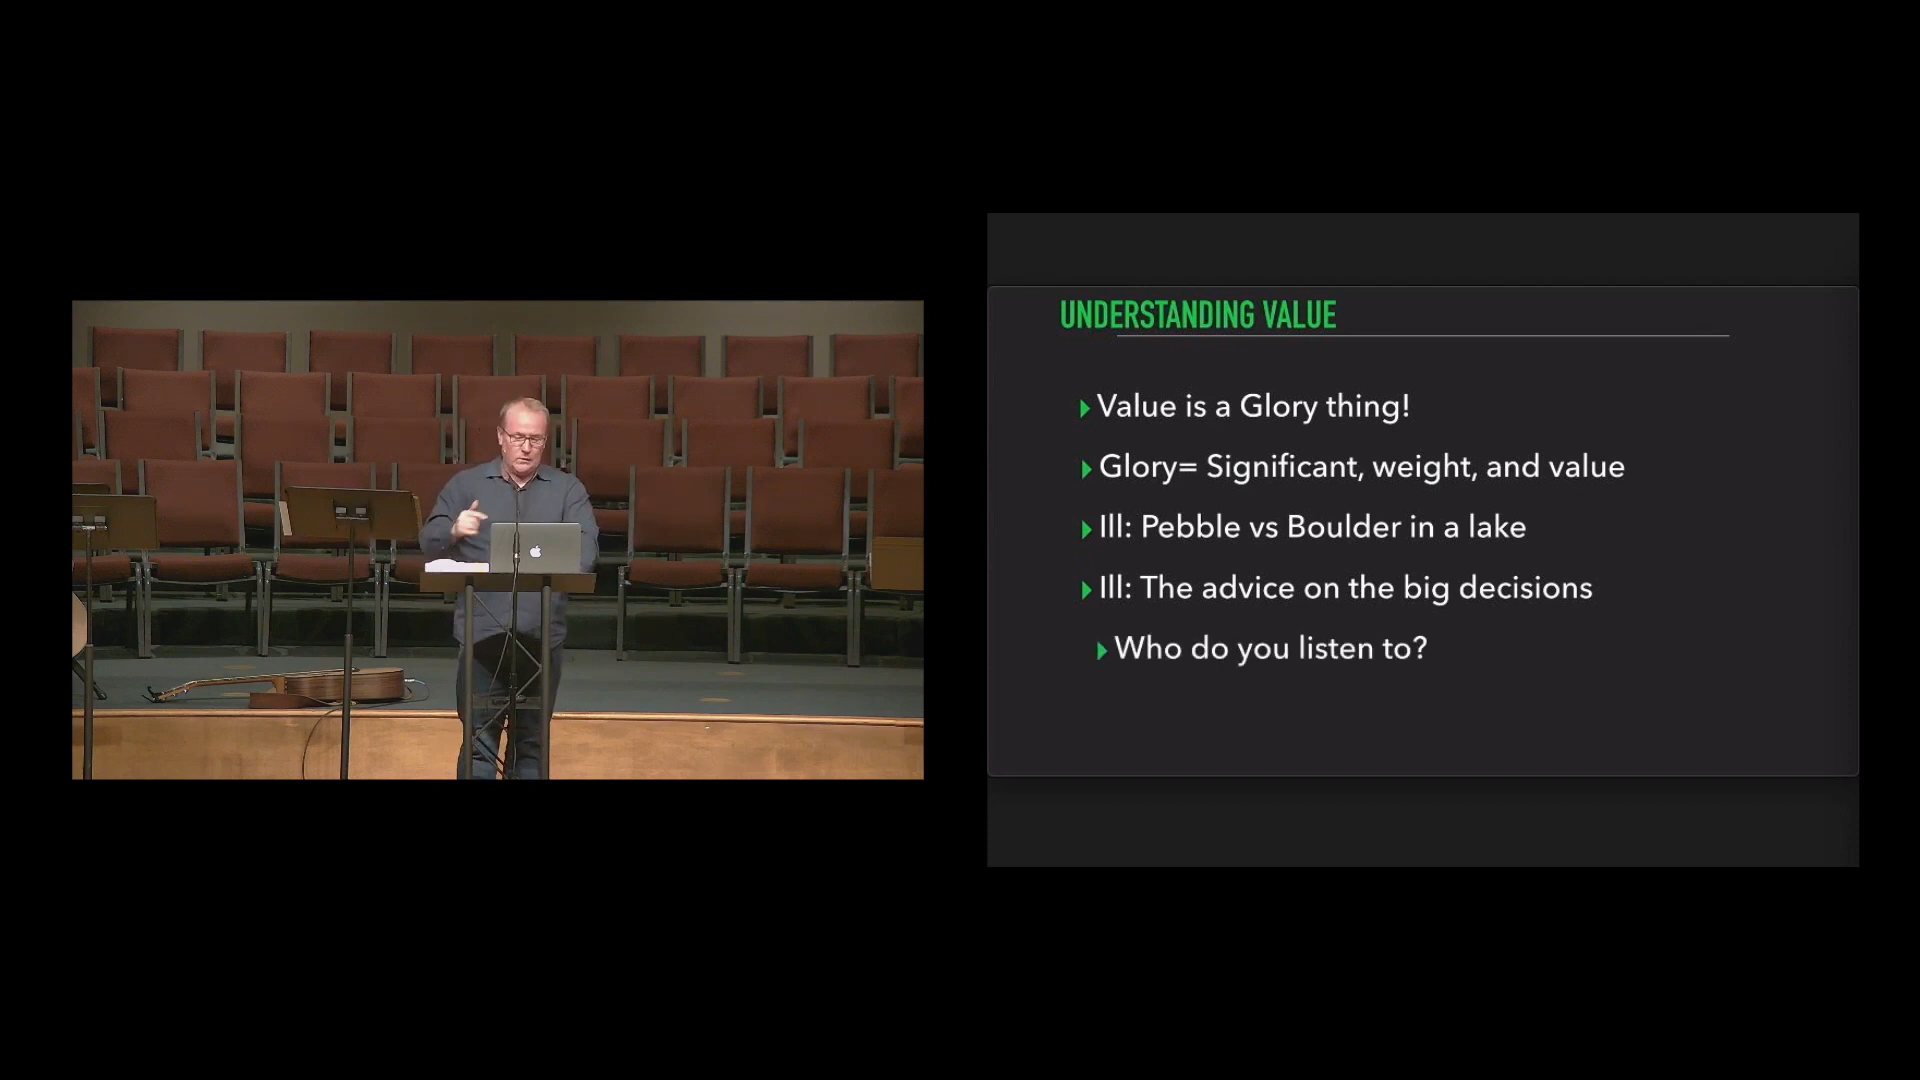 UNDERSTANDING VALUE
Value is a Glory thing!
Glory= Significant, weight, and value
Ill: Pebble vs Boulder in a lake
Ill: The advice on the big decisions
Who do you listen to?